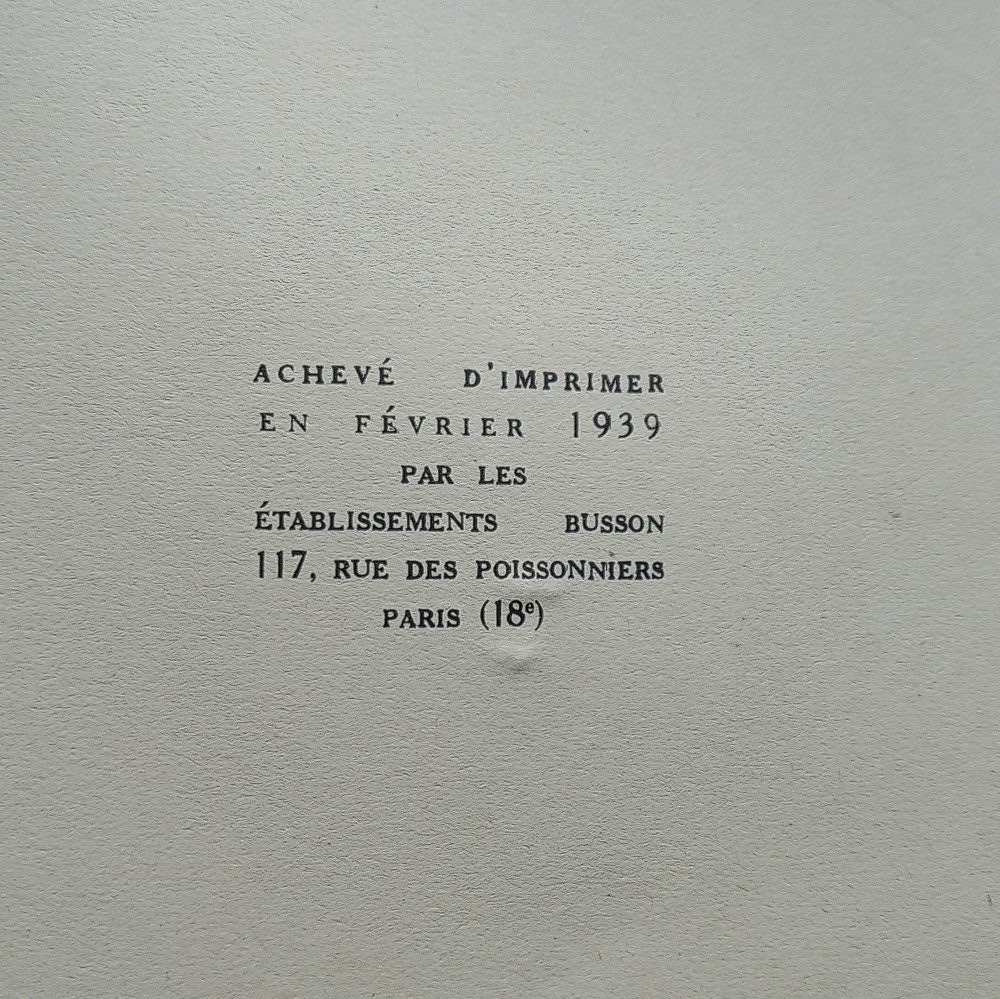 ACHEVÉ D'IMPRIMER
EN FÉVRIER 1939
PAR LES
ÉTABLISSEMENTS BUSSON
117, RUE DES POISSONNIERS
PARIS (18e)